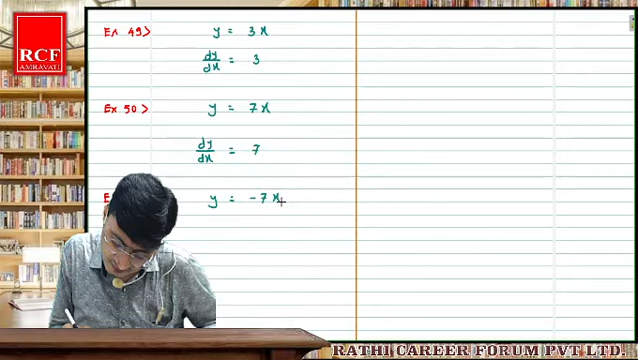 RCF
AMRAVATI
Ex 49>
y = 3x
dy/dx = 3
Ex 50>
y = 7x
dy/dx = 7
y = -7x
RATHI CAREER FORUM PVT LTD.